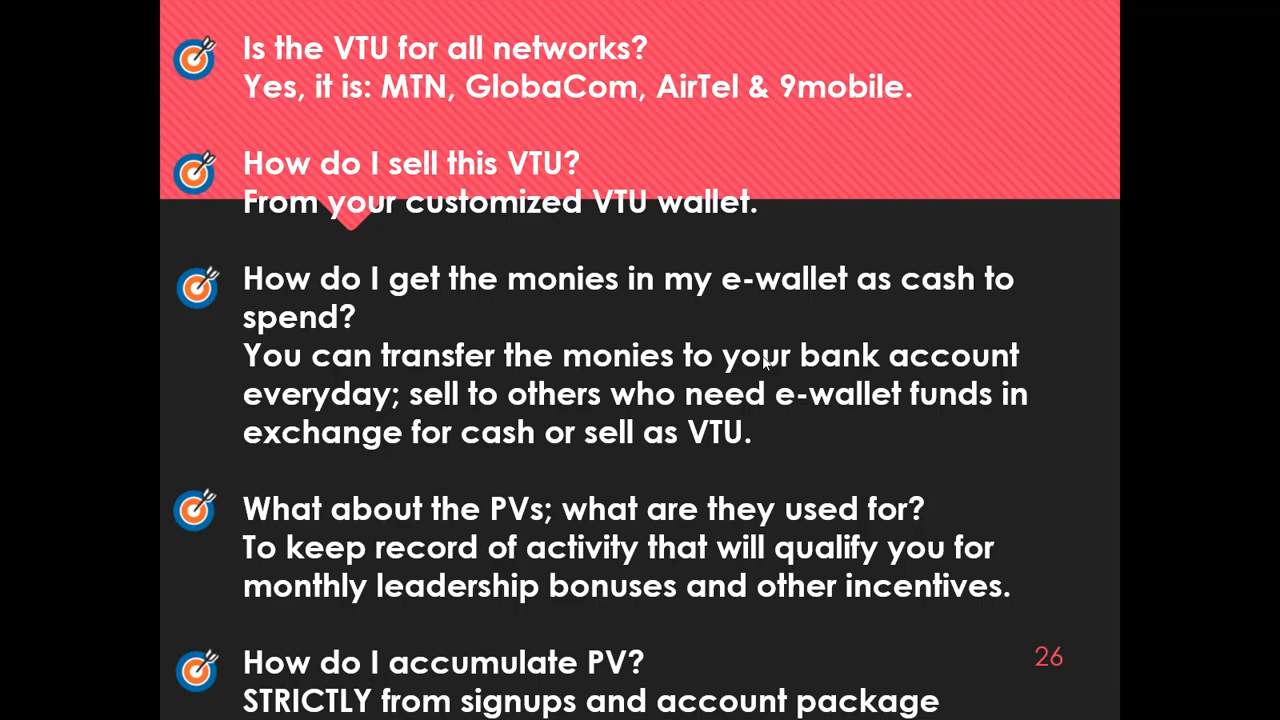 Is the VTU for all networks?
Yes, it is: MTN, GlobaCom, AirTel & 9mobile.
How do I sell this VTU?
From your customized VTU wallet.
How do I get the monies in my e-wallet as cash to
spend?
You can transfer the monies to your bank account
everyday; sell to others who need e-wallet funds in
exchange for cash or sell as VTU.
What about the PVs; what are they used for?
To keep record of activity that will qualify you for
monthly leadership bonuses and other incentives.
How do I accumulate PV?
26
STRICTLY from signups and account package